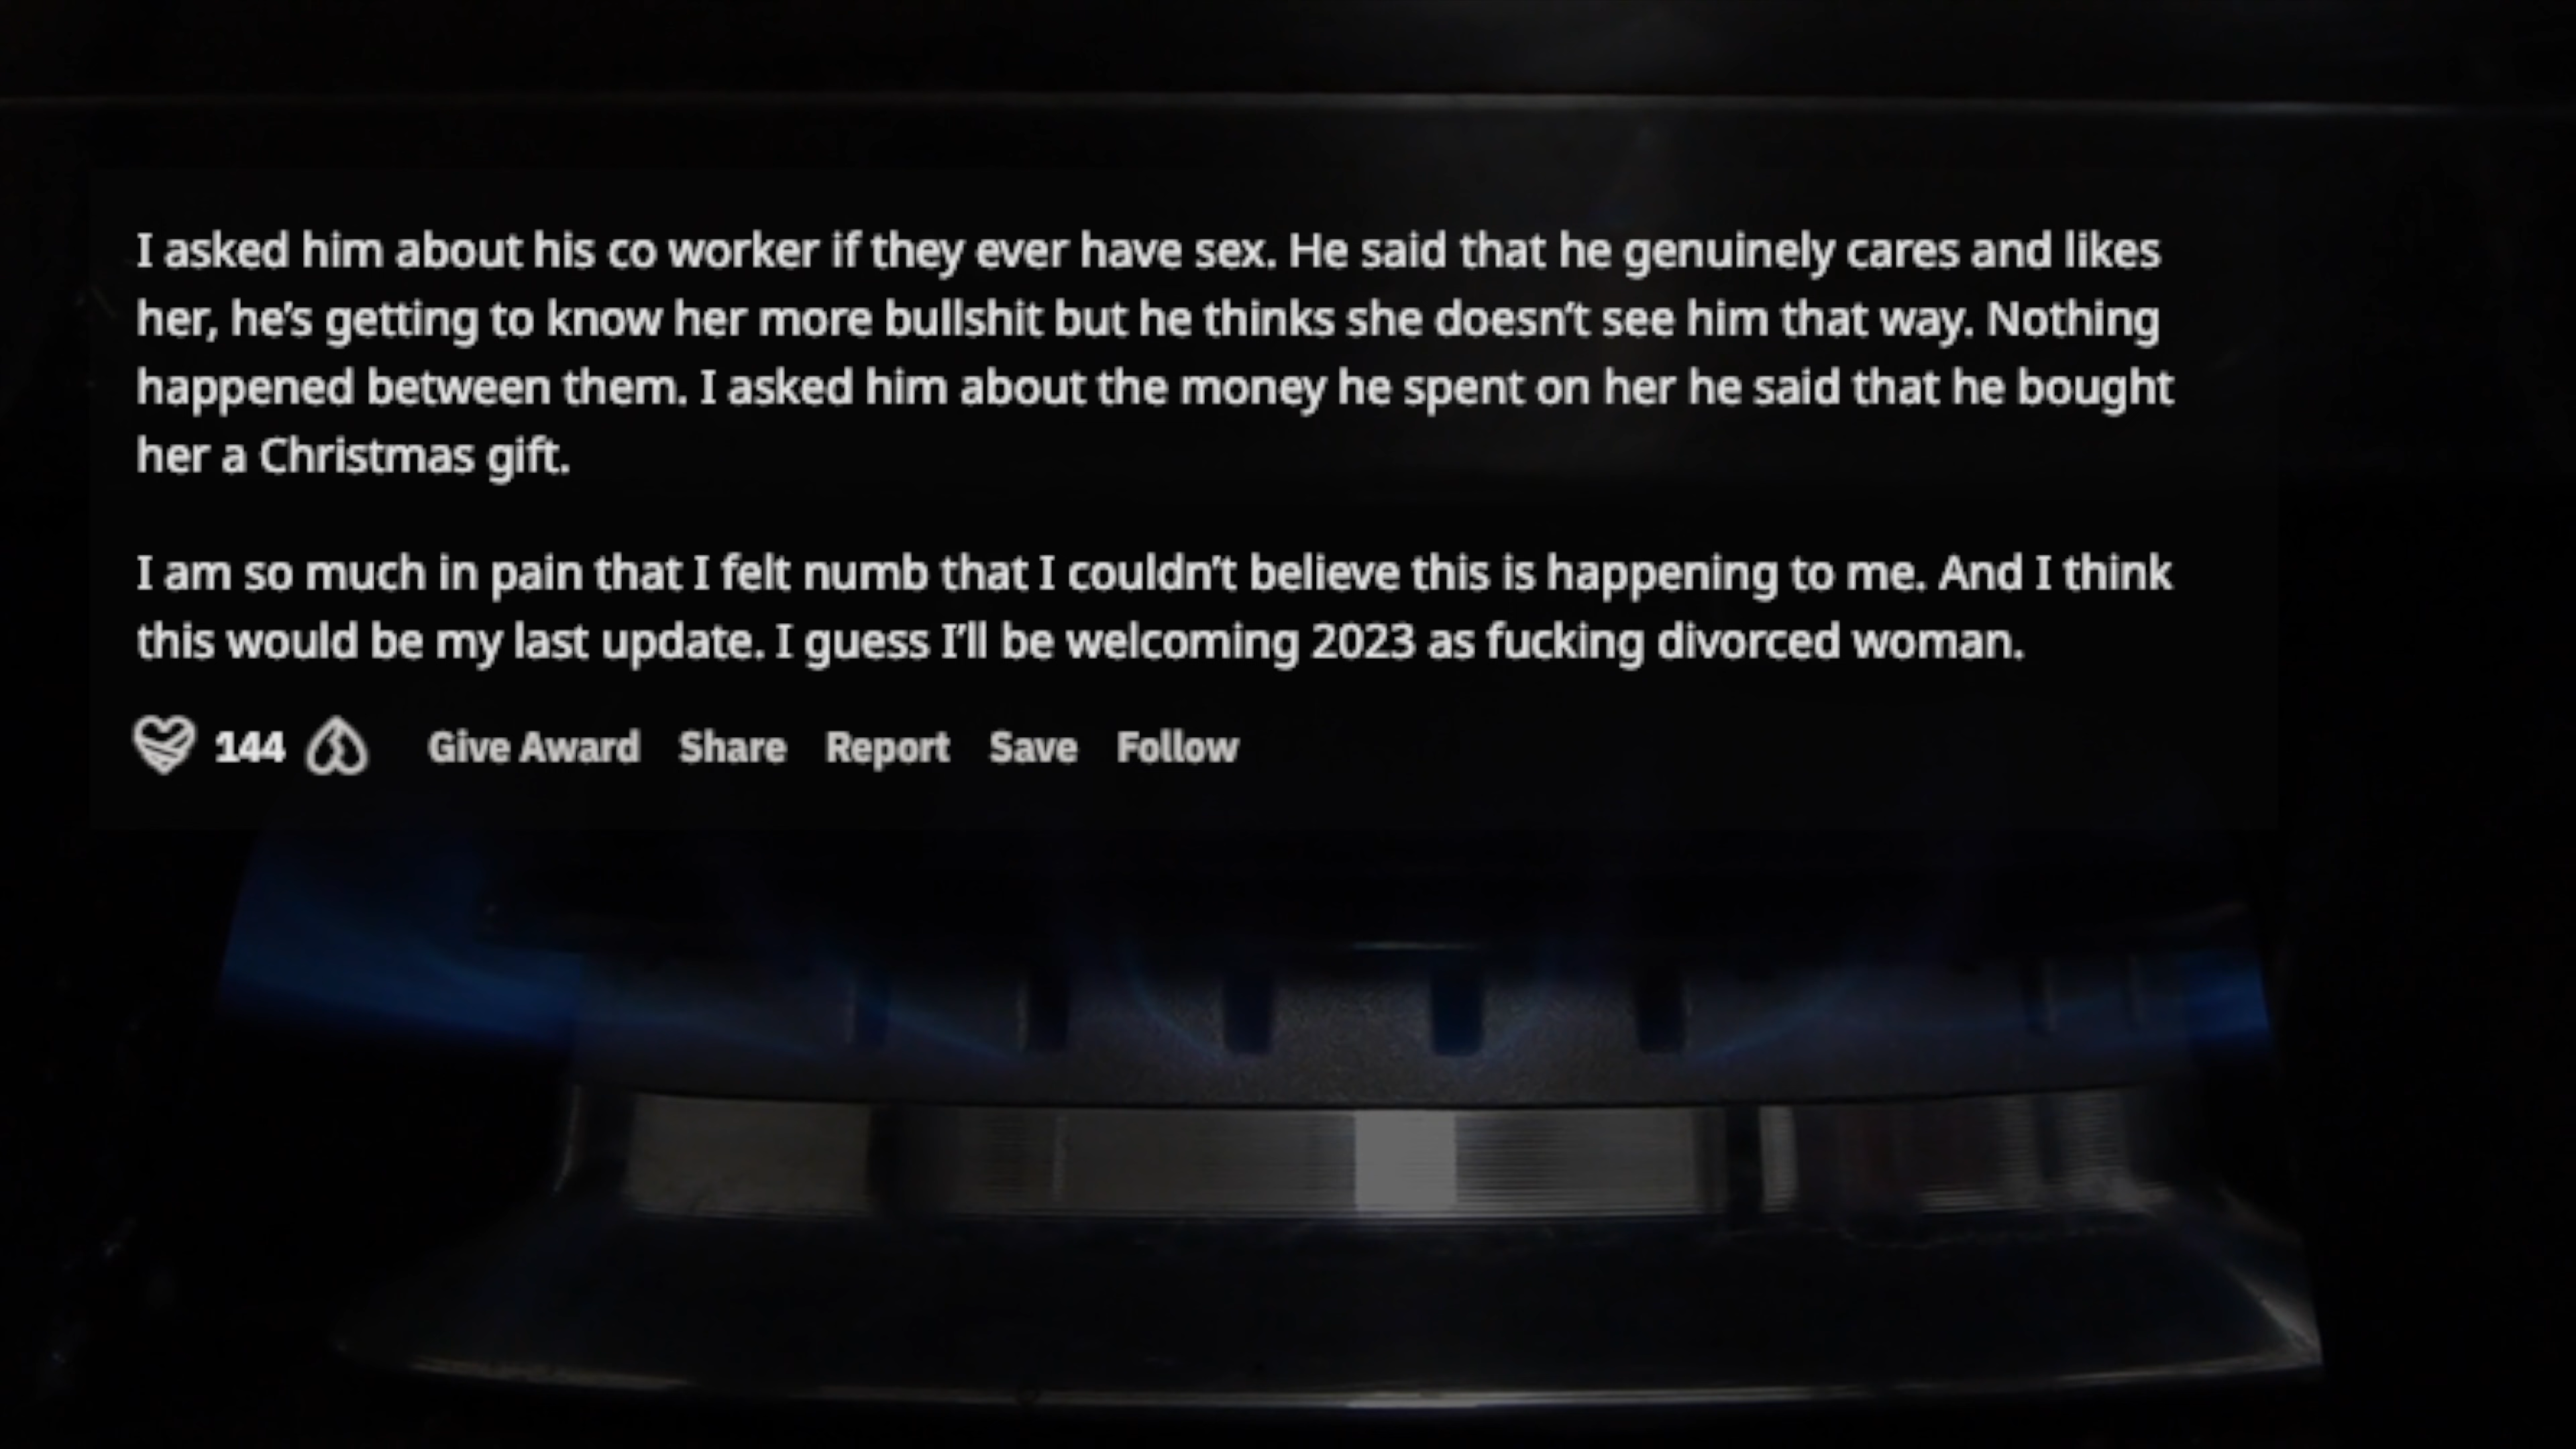 I asked him about his co worker if they ever have sex. He said that he genuinely cares and likes
her, he's getting to know her more bullshit but he thinks she doesn't see him that way. Nothing
happened between them. I asked him about the money he spent on her he said that he bought
her a Christmas gift.
I am so much in pain that I felt numb that I couldn't believe this is happening to me. And I think
this would be my last update. I guess I'll be welcoming 2023 as fucking divorced woman.
144 Give Award Share Report Save Follow